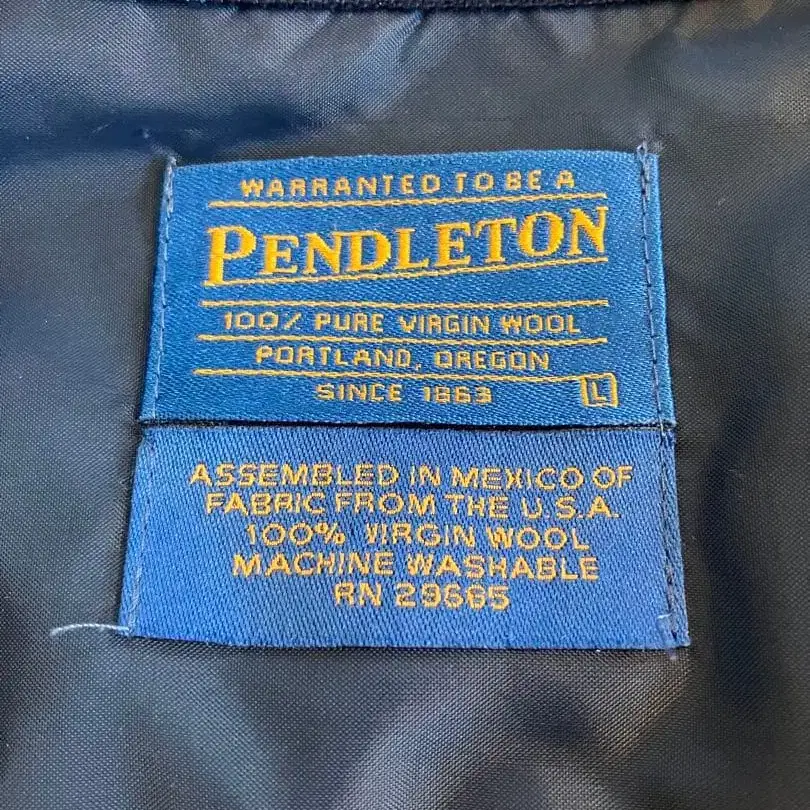 WARRANTED TO BE A
PENDLETON
100% PURE VIRGIN WOOL
PORTLAND, OREGON
SINCE 1863
L
ASSEMBLED IN MEXICO OF
FABRIC FROM THE U.S.A.
100% VIRGIN WOOL
MACHINE WASHABLE
RN 29685